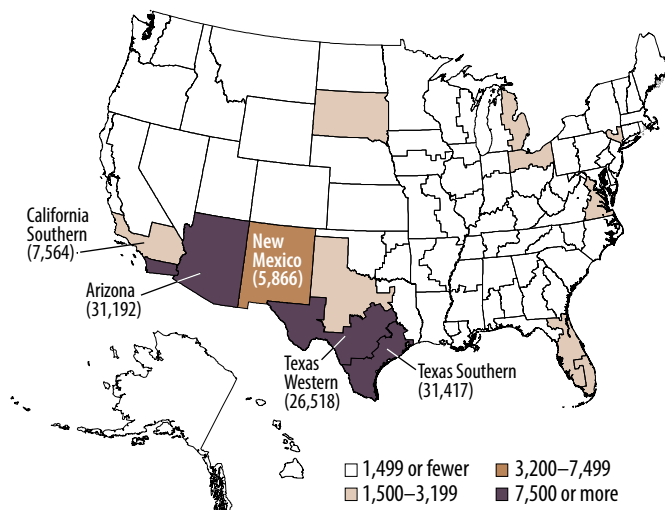 California
Southern
(7,564)
New
Mexico
(5,866)
Arizona
(31,192)
Texas
Western
(26,518)
Texas Southern
(31,417)
1,499 or fewer
3,200–7,499
1,500–3,199
7,500 or more